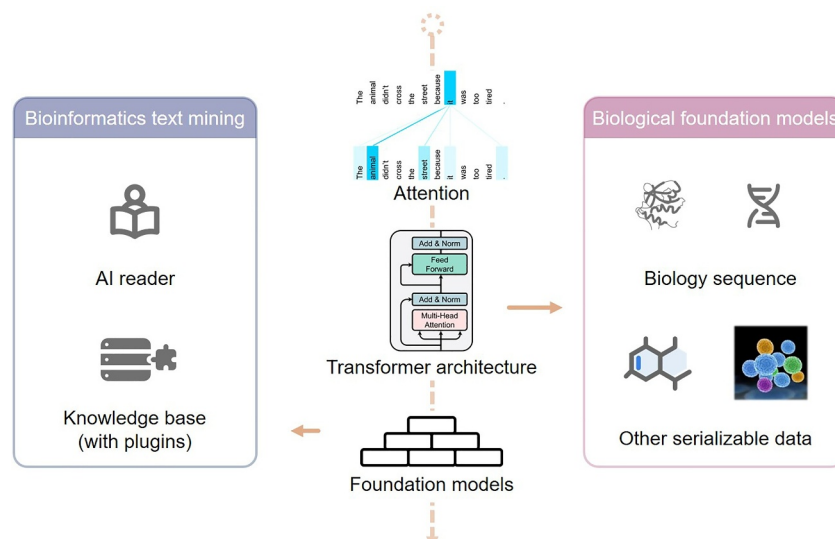 Bioinformatics text mining
AI reader
Knowledge base
(with plugins)
The animal didn't cross the street because it was too tired .
The animal didn't cross the street because it was too tired .
Attention
Add & Norm
Feed
Forward
Add & Norm
Multi-Head
Attention
Transformer architecture
Foundation models
Biological foundation models
Biology sequence
Other serializable data